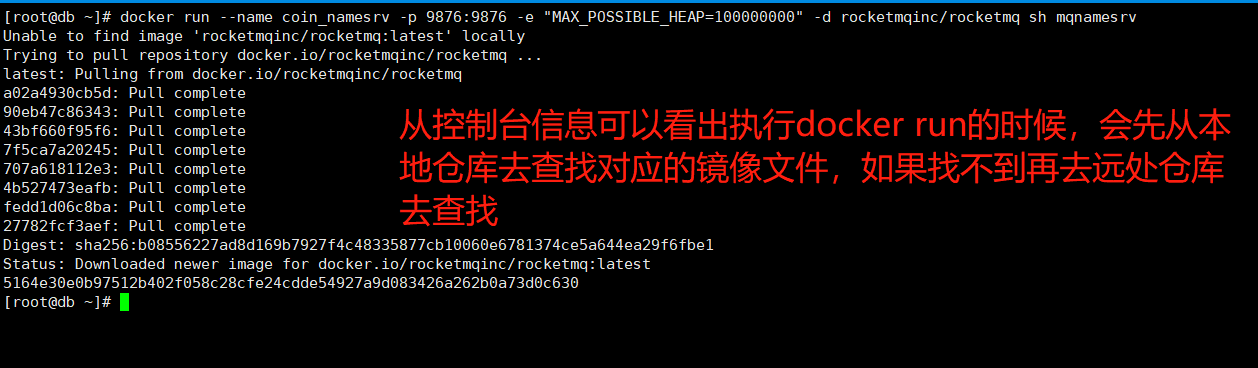 [root@db ~]# docker run --name coin_namesrv -p 9876:9876 -e "MAX_POSSIBLE_HEAP=100000000" -d rocketmqinc/rocketmq sh mqnamesrv
Unable to find image 'rocketmqinc/rocketmq:latest' locally
Trying to pull repository docker.io/rocketmqinc/rocketmq ...
latest: Pulling from docker.io/rocketmqinc/rocketmq
a02a4930cb5d: Pull complete
90eb47c86343: Pull complete
43bf660f95f6: Pull complete
7f5ca7a20245: Pull complete
707a618112e3: Pull complete
4b527473eafb: Pull complete
fedd1d06c8ba: Pull complete
27782fcf3aef: Pull complete
从控制台信息可以看出执行docker run的时候，会先从本
地仓库去查找对应的镜像文件，如果找不到再去远处仓库
去查找
Digest: sha256:b08556227ad8d169b7927f4c48335877cb10060e6781374ce5a644ea29f6fbe1
Status: Downloaded newer image for docker.io/rocketmqinc/rocketmq:latest
5164e30e0b97512b402f058c28cfe24cdde54927a9d083426a262b0a73d0c630
[root@db ~]#